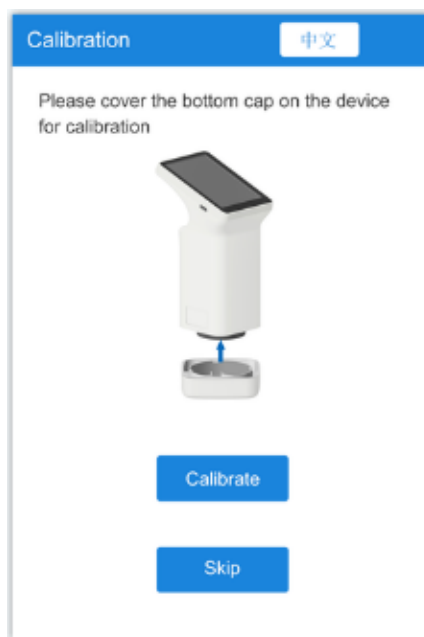 Calibration
中文
Please cover the bottom cap on the device
for calibration
Calibrate
Skip